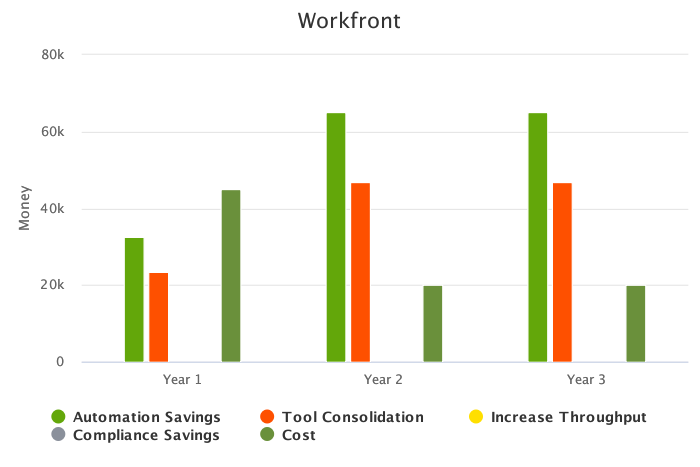 Workfront
80k
60k
40k
20k
0
Money
Year 1 Year 2 Year 3
Automation Savings Tool Consolidation Increase Throughput
Compliance Savings Cost